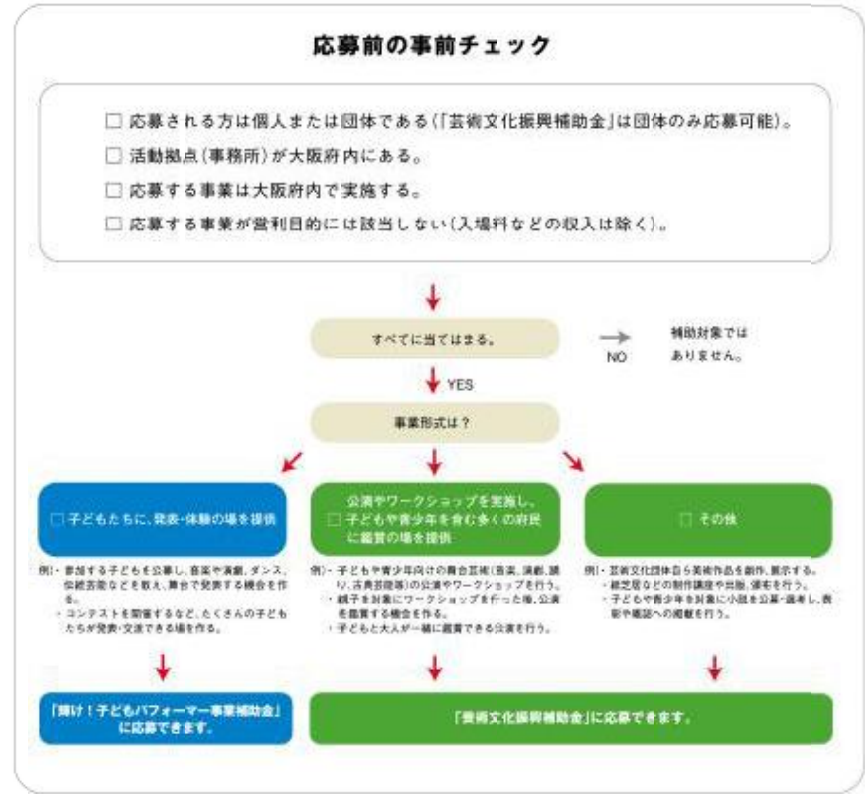 応募前の事前チェック
□ 応募される方は個人または団体である(「芸術文化振興補助金」は団体のみ応募可能)。
□ 活動拠点(事務所)が大阪府内にある。
□ 応募する事業は大阪府内で実施する。
□ 応募する事業が営利目的には該当しない(入場料などの収入は除く)。
すべてに当てはまる。
NO
補助対象では
ありません。
YES
事業形式は?
□ 子どもたちに、発表・体験の場を提供
例)・参加する子どもを公募し、音楽や演劇、ダンス、
伝統芸能などを教え、舞台で発表する機会を作
る。
・コンテストを開催するなど、たくさんの子ども
たちが発表・交流できる場を作る。
「輝け!子どもパフォーマー事業補助金」
に応募できます。
公演やワークショップを実施し、
□ 子どもや青少年を含む多くの府民
に鑑賞の場を提供
例)・子どもや青少年向けの舞台芸術(音楽、演劇、踊
り、古典芸能等)の公演やワークショップを行う。
・親子を対象にワークショップを行った後、公演
を鑑賞する機会を作る。
・子どもと大人が一緒に鑑賞できる公演を行う。
□ その他
例)・芸術文化団体自ら美術作品を創作、展示する。
・紙芝居などの制作講座や出版、頒布を行う。
・子どもや青少年を対象に小説を公募・選考し、表
彰や雑誌への掲載を行う。
「芸術文化振興補助金」に応募できます。